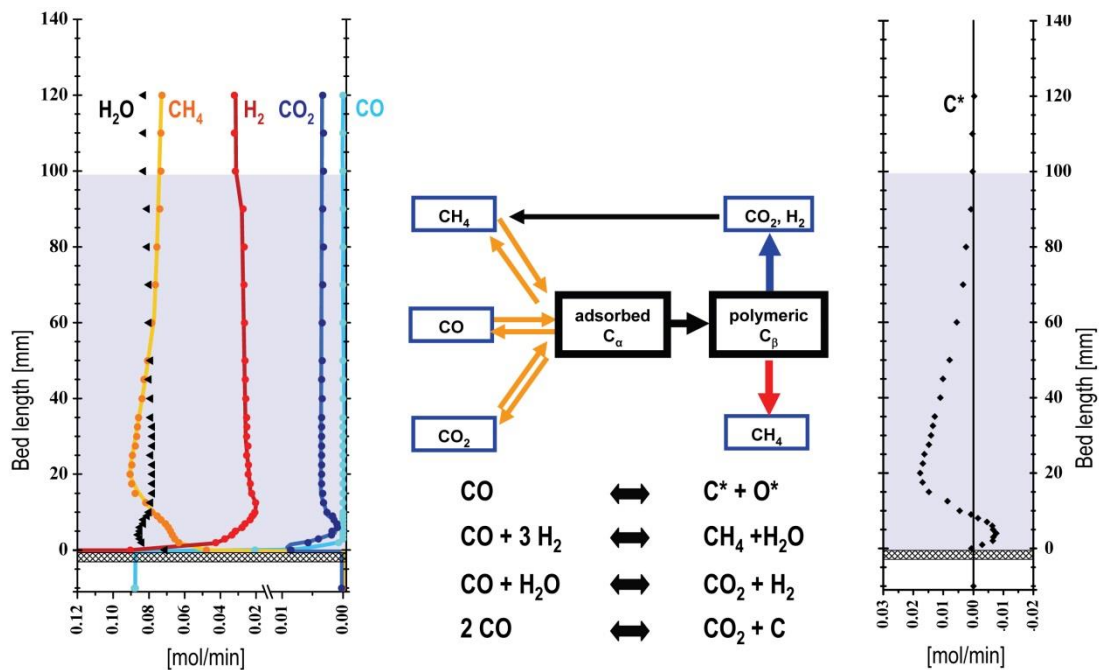 140
120
100
80
60
40
20
0
Bed length [mm]
H₂O
CH₄
H₂
CO₂
CO
0.12
0.10
0.08
0.06
0.04
0.02
0.01
0.00
[mol/min]
CH₄
CO₂, H₂
CO
adsorbed
Cα
polymeric
Cβ
CO₂
CH₄
CO ⇔ C* + O*
CO + 3 H₂ ⇔ CH₄ +H₂O
CO + H₂O ⇔ CO₂ + H₂
2 CO ⇔ CO₂ + C
C*
140
120
100
80
60
40
20
0
Bed length [mm]
0.03
0.02
0.01
0.00
-0.01
-0.02
[mol/min]